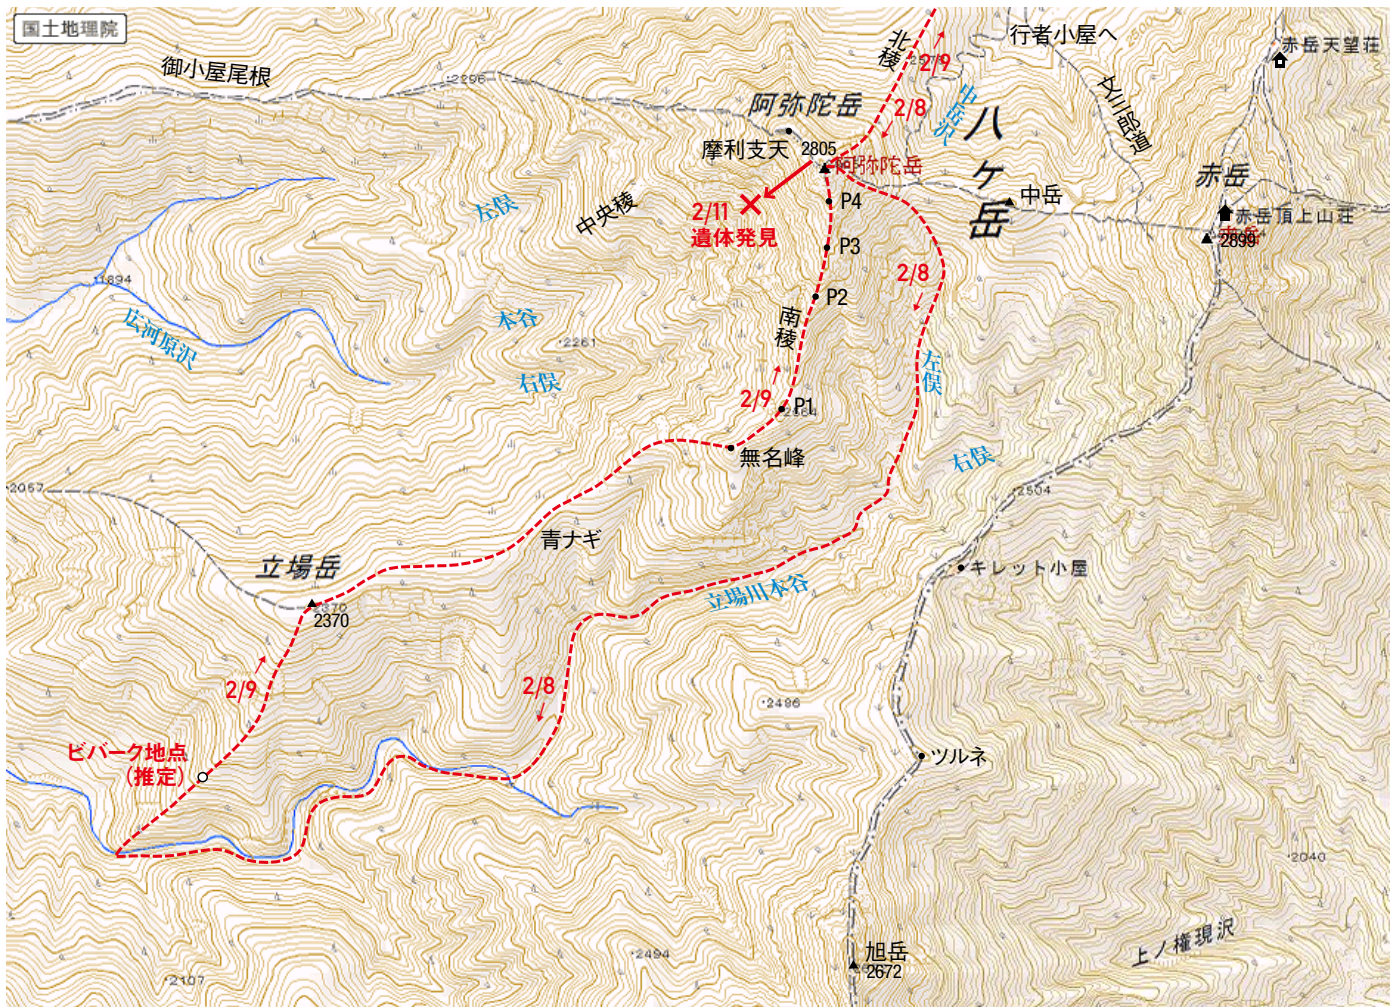 国土地理院
御小屋尾根
2296
北稜
2/9
行者小屋へ
赤岳天望荘
中岳沢
文三郎道
阿弥陀岳
2/8
八ヶ岳
摩利支天
2805
阿弥陀岳
赤岳
中岳
赤岳頂上山荘
赤岳
2899
左俣
中央稜
2/11
遺体発見
P4
P3
P2
2/8
1894
広河原沢
本谷
2261
右俣
南稜
左俣
2/9
P1
無名峰
右俣
2057
2504
青ナギ
立場岳
2370
2370
立場川本谷
キレット小屋
2/9
2/8
2486
ビバーク地点
(推定)
ツルネ
2040
旭岳
2672
上ノ権現沢
2494
2107